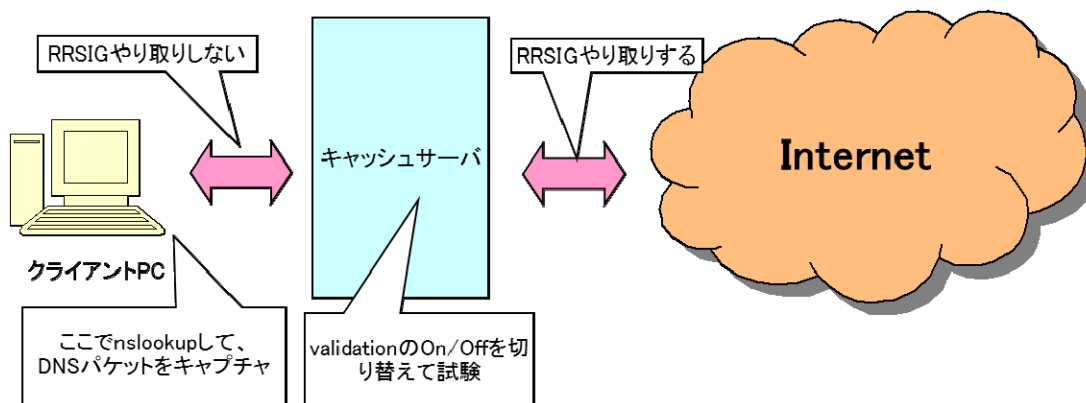 RRSIGやり取りしない
RRSIGやり取りする
キャッシュサーバ
Internet
クライアントPC
ここでnslookupして、
DNSパケットをキャプチャ
validationのOn/Offを切
り替えて試験